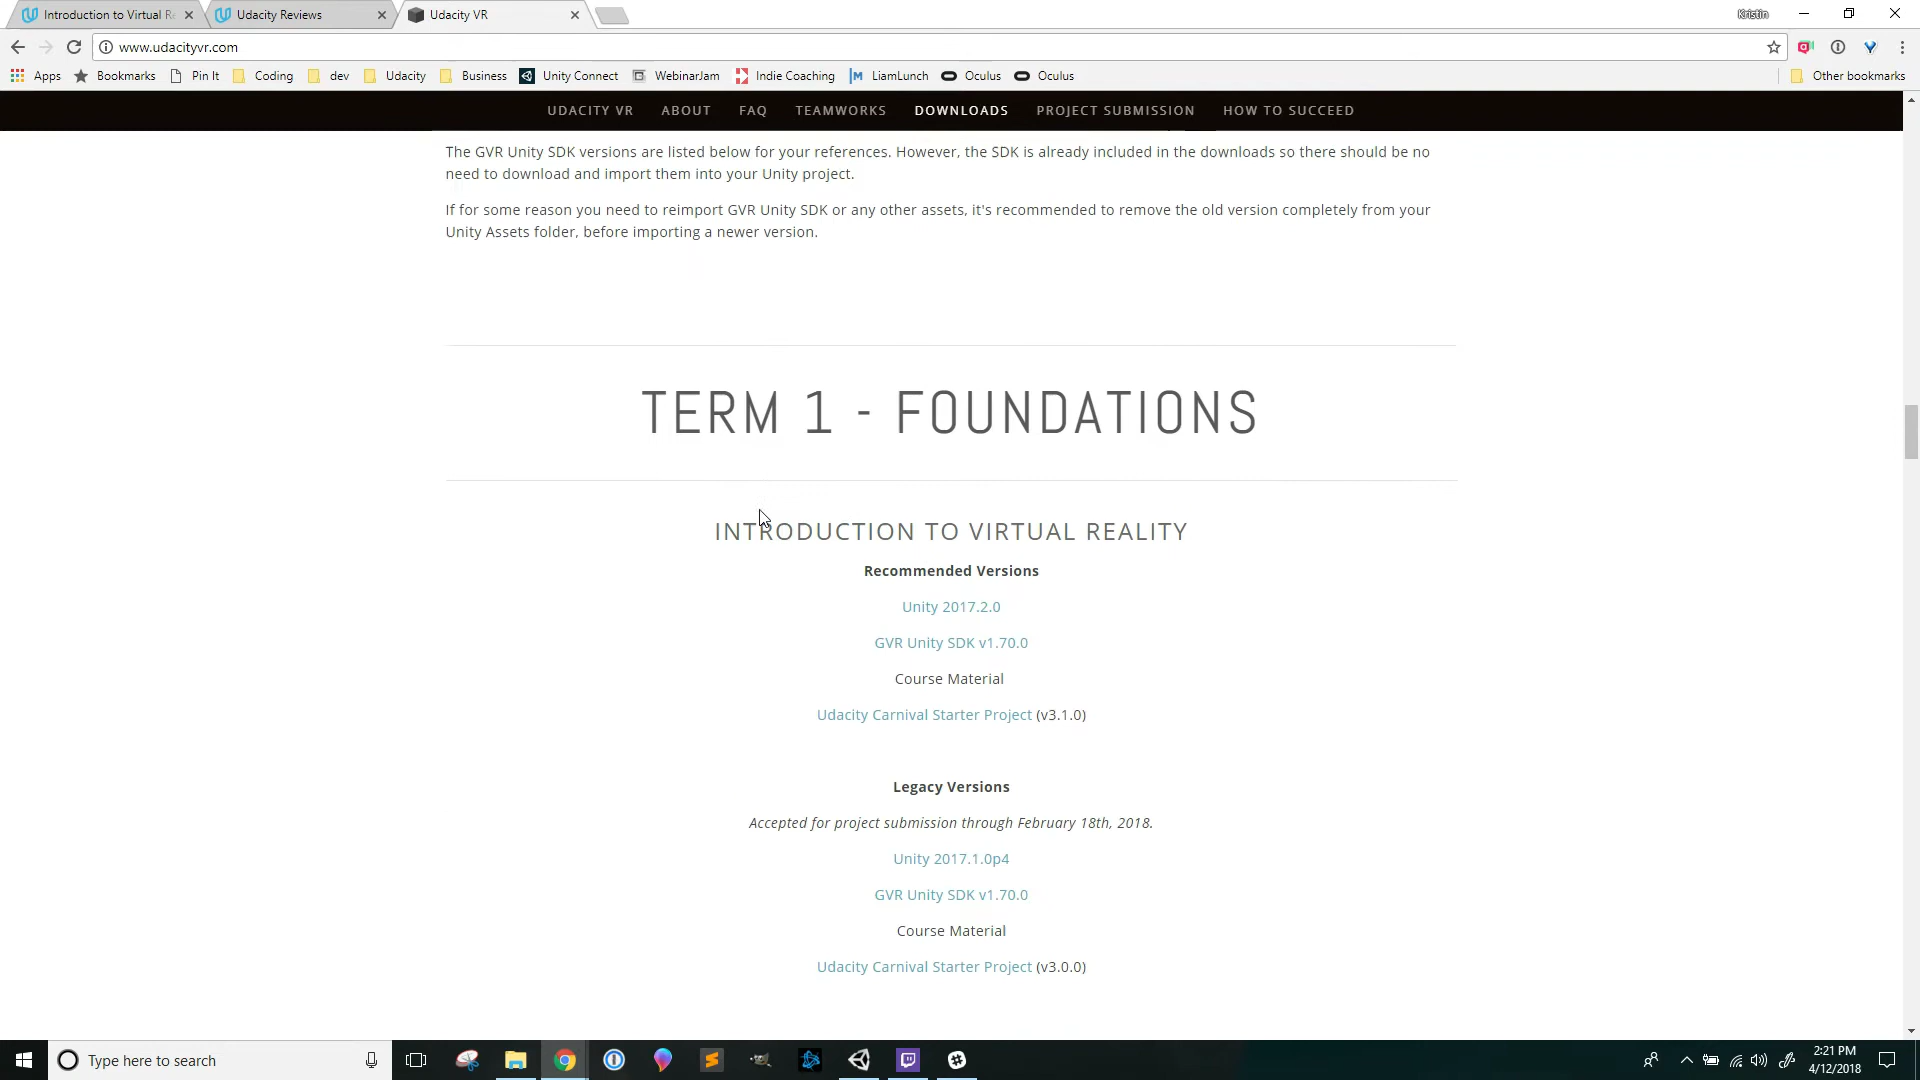 Introduction to Virtual Re
Udacity Reviews
Udacity VR
Kristin
www.udacityvr.com
Apps Bookmarks Pin It Coding dev Udacity Business Unity Connect WebinarJam Indie Coaching LiamLunch Oculus Oculus Other bookmarks
UDACITY VR ABOUT FAQ TEAMWORKS DOWNLOADS PROJECT SUBMISSION HOW TO SUCCEED
The GVR Unity SDK versions are listed below for your references. However, the SDK is already included in the downloads so there should be no
need to download and import them into your Unity project.
If for some reason you need to reimport GVR Unity SDK or any other assets, it's recommended to remove the old version completely from your
Unity Assets folder, before importing a newer version.
TERM 1 - FOUNDATIONS
INTRODUCTION TO VIRTUAL REALITY
Recommended Versions
Unity 2017.2.0
GVR Unity SDK v1.70.0
Course Material
Udacity Carnival Starter Project (v3.1.0)
Legacy Versions
Accepted for project submission through February 18th, 2018.
Unity 2017.1.0p4
GVR Unity SDK v1.70.0
Course Material
Udacity Carnival Starter Project (v3.0.0)
Type here to search
2:21 PM
4/12/2018